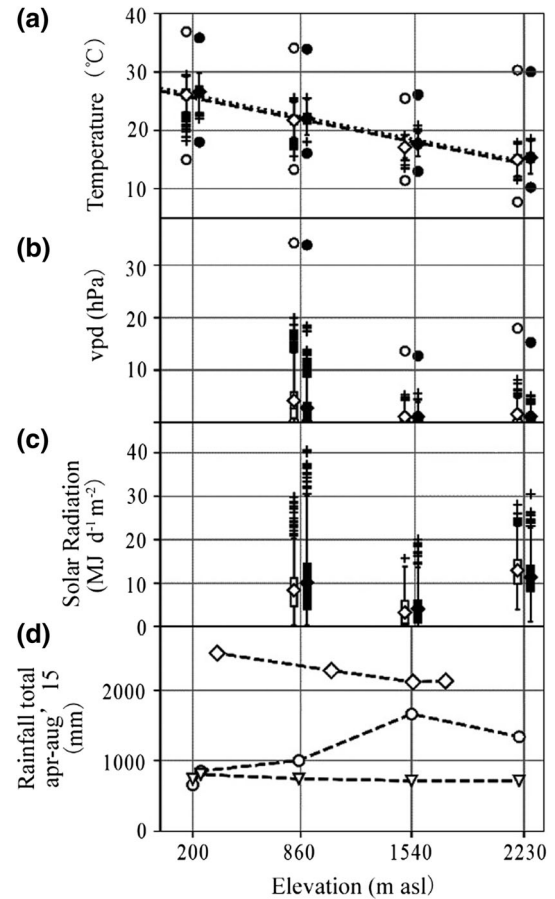 (a)
40
30
20
10
Temperature (℃)
(b)
30
20
10
vpd (hPa)
(c)
40
30
20
10
0
Solar Radiation
(MJ d⁻¹ m⁻²)
(d)
2000
1000
0
Rainfall total
apr-aug, 15
(mm)
200 860 1540 2230
Elevation (m asl)